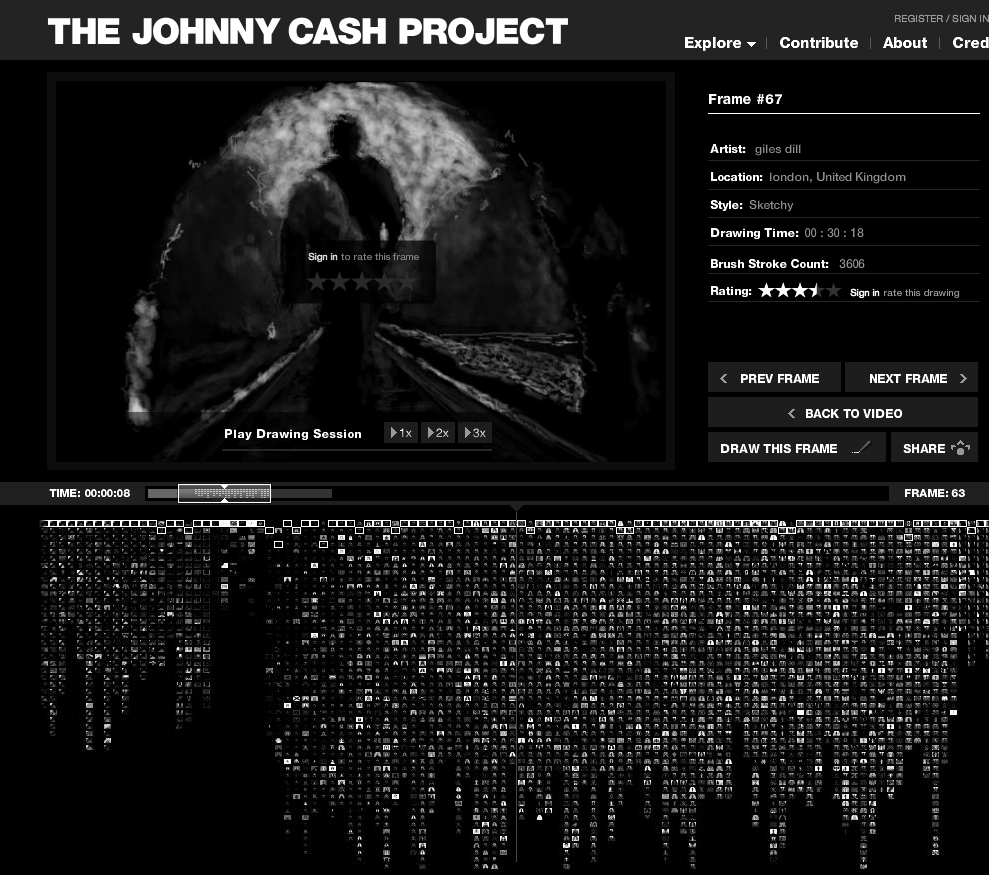 THE JOHNNY CASH PROJECT
REGISTER / SIGN IN
Explore
Contribute
About
Cred
Sign in to rate this frame
Play Drawing Session
1x
2x
3x
Frame #67
Artist: giles dill
Location: london, United Kingdom
Style: Sketchy
Drawing Time: 00 : 30 : 18
Brush Stroke Count: 3606
Rating: Sign in rate this drawing
PREV FRAME
NEXT FRAME
BACK TO VIDEO
DRAW THIS FRAME
SHARE
TIME: 00:00:08
FRAME: 63